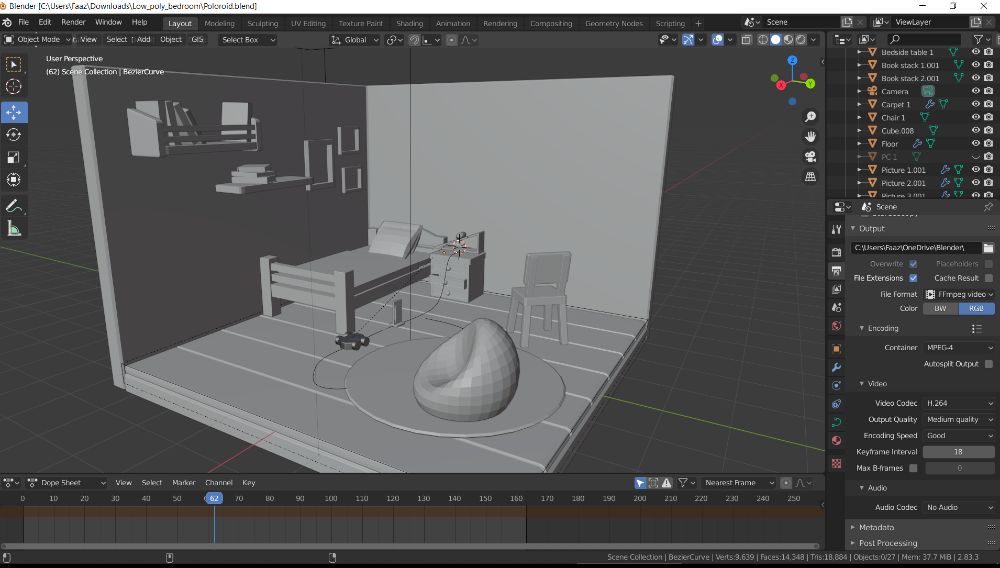 Blender [C:\Users\Faaz\Downloads\Low_poly_bedroom\Poloroid.blend]
File Edit Render Window Help Layout Modeling Sculpting UV Editing Texture Paint Shading Animation Rendering Compositing Geometry Nodes Scripting + Scene ViewLayer
Object Mode View Select Add Object GIS Select Box Global
User Perspective
(62) Scene Collection | BezierCurve
Z
X
Y
Bedside table 1
Book stack 1.001
Book stack 2.001
Camera
Carpet 1
Chair 1
Cube.008
Floor
PC 1
Picture 1.001
Picture 2.001
Picture 3.001
Scene
Output
C:\Users\Faaz\OneDrive\Blender\
Overwrite Placeholders
File Extensions Cache Result
File Format FFmpeg video
Color BW RGB
Encoding
Container MPEG-4
Autosplit Output
Video
Video Codec H.264
Output Quality Medium quality
Encoding Speed Good
Keyframe Interval 18
Max B-frames 0
Audio
Audio Codec No Audio
Metadata
Post Processing
Dope Sheet View Select Marker Channel Key Nearest Frame
0 10 20 30 40 50 62 70 80 90 100 110 120 130 140 150 160 170 180 190 200 210 220 230 240 250
Scene Collection | BezierCurve | Verts:9,639 | Faces:14,348 | Tris:18,884 | Objects:0/27 | Mem: 37.7 MiB | 2.83.3